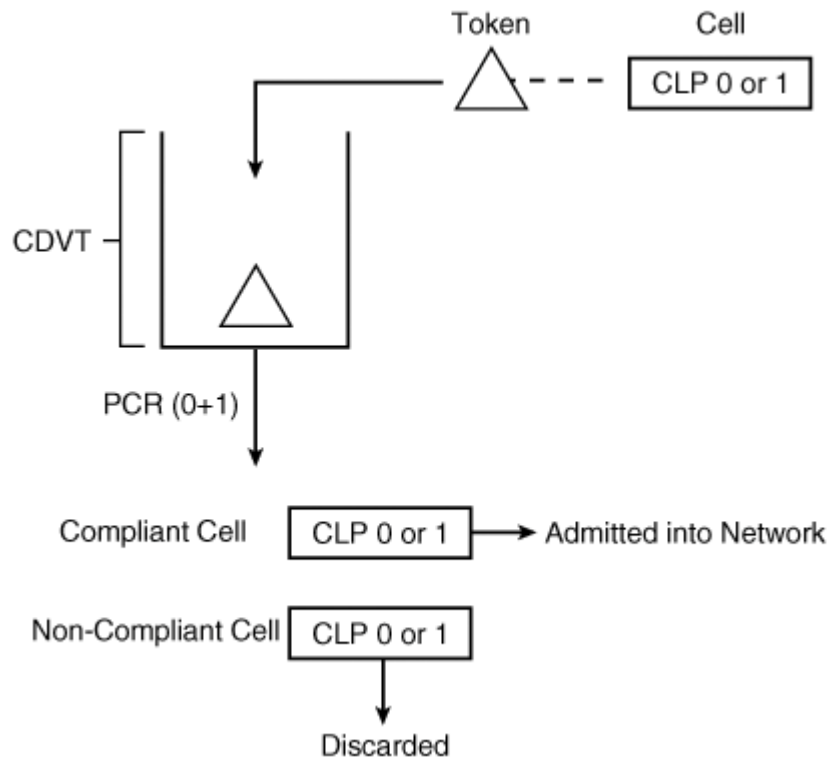 Token
Cell
CLP 0 or 1
CDVT
PCR (0+1)
Compliant Cell
CLP 0 or 1
Admitted into Network
Non-Compliant Cell
CLP 0 or 1
Discarded